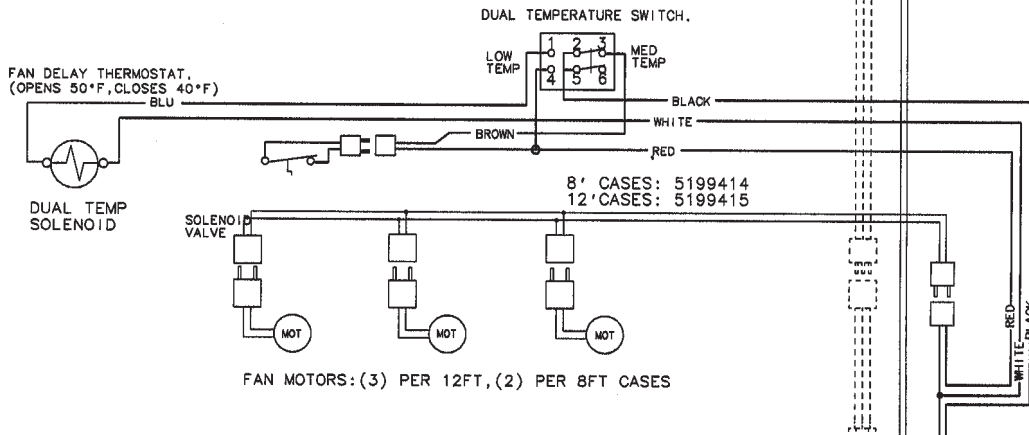 DUAL TEMPERATURE SWITCH.
1 2 3
LOW TEMP
MED TEMP
4 5 6
FAN DELAY THERMOSTAT.
(OPENS 50°F,CLOSES 40°F)
BLU
BLACK
WHITE
BROWN
RED
8' CASES: 5199414
12'CASES: 5199415
DUAL TEMP
SOLENOID
SOLENOID
VALVE
MOT
MOT
MOT
RED
WHITE
BLACK
FAN MOTORS:(3) PER 12FT,(2) PER 8FT CASES